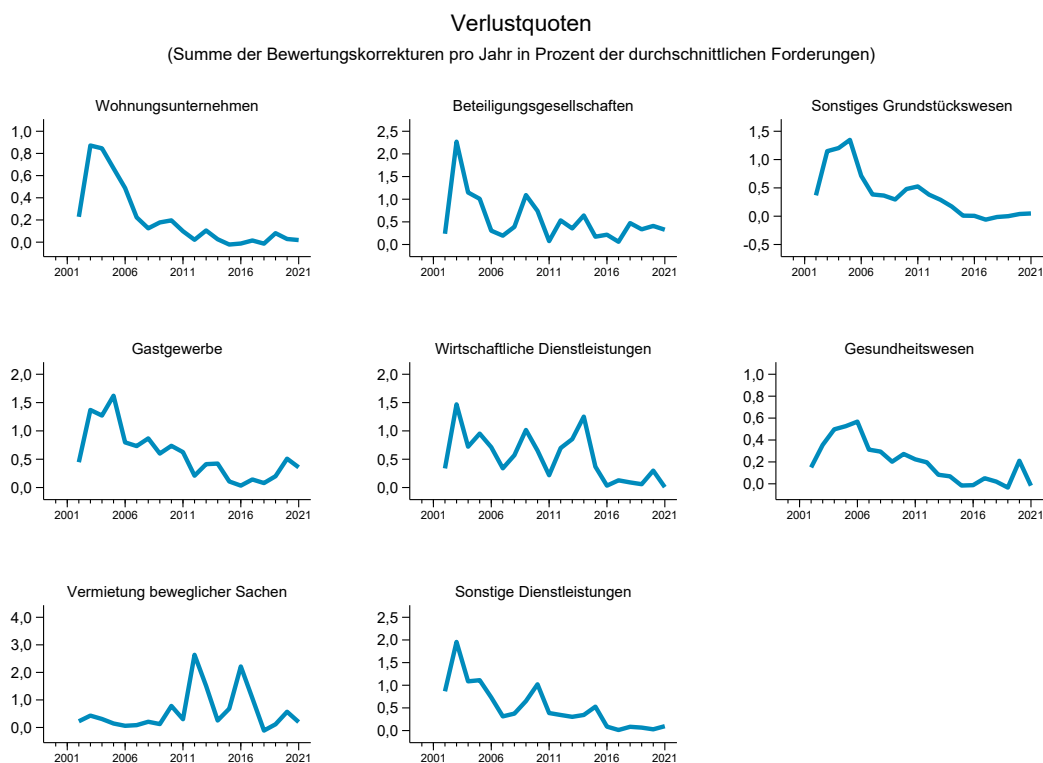 Verlustquoten
(Summe der Bewertungskorrekturen pro Jahr in Prozent der durchschnittlichen Forderungen)
Wohnungsunternehmen
1,0
0,8
0,6
0,4
0,2
0,0
2001 2006 2011 2016 2021
Beteiligungsgesellschaften
2,5
2,0
1,5
1,0
0,5
0,0
2001 2006 2011 2016 2021
Sonstiges Grundstückswesen
1,5
1,0
0,5
0,0
-0,5
2001 2006 2011 2016 2021
Gastgewerbe
2,0
1,5
1,0
0,5
0,0
2001 2006 2011 2016 2021
Wirtschaftliche Dienstleistungen
2,0
1,5
1,0
0,5
0,0
2001 2006 2011 2016 2021
Gesundheitswesen
1,0
0,8
0,6
0,4
0,2
0,0
2001 2006 2011 2016 2021
Vermietung beweglicher Sachen
4,0
3,0
2,0
1,0
0,0
2001 2006 2011 2016 2021
Sonstige Dienstleistungen
2,5
2,0
1,5
1,0
0,5
0,0
2001 2006 2011 2016 2021